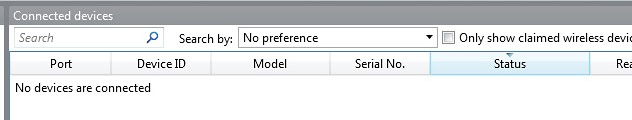 Connected devices
Search Search by: No preference Only show claimed wireless
Port Device ID Model Serial No. Status
No devices are connected